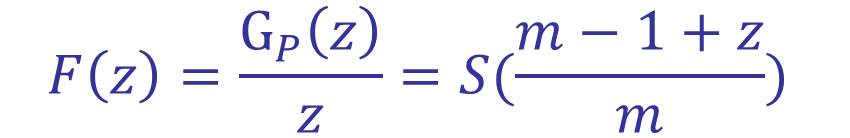 F(z) = G_P(z)/z = S((m − 1 + z)/m)